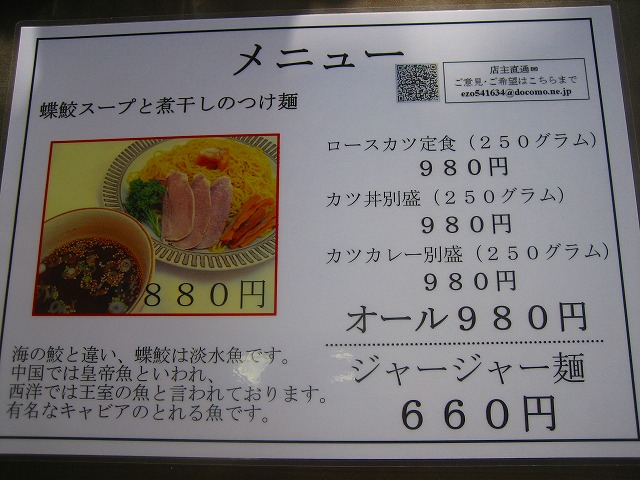 メニュー
店主直通✉
ご意見・ご希望はこちらまで
ezo541634@docomo.ne.jp
蝶鮫スープと煮干しのつけ麺
880円
海の鮫と違い、蝶鮫は淡水魚です。
中国では皇帝魚といわれ、
西洋では王室の魚と言われております。
有名なキャビアのとれる魚です。
ロースカツ定食（250グラム）
980円
カツ丼別盛（250グラム）
980円
カツカレー別盛（250グラム）
980円
オール980円
ジャージャー麺
660円